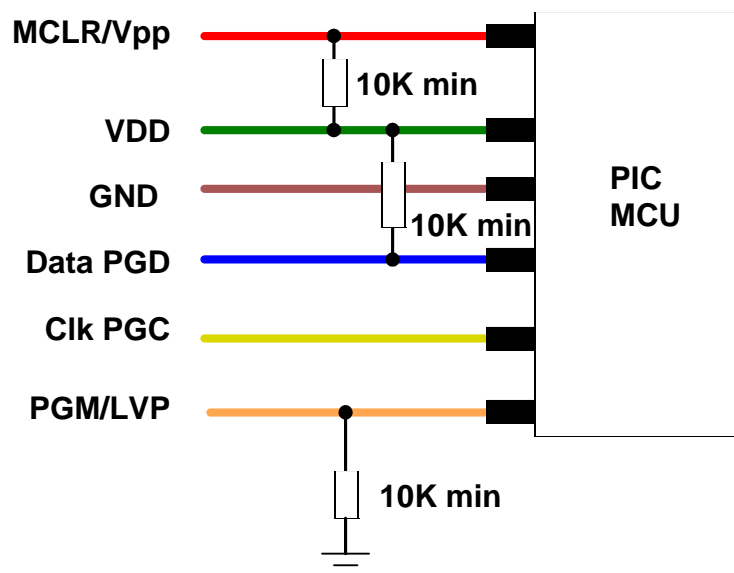 MCLR/Vpp
10K min
VDD
GND
PIC
MCU
10K min
Data PGD
Clk PGC
PGM/LVP
10K min